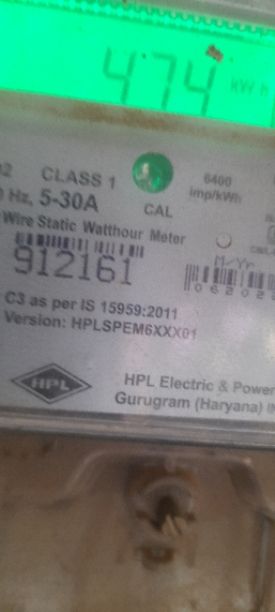 474 kWh
CLASS 1
6400
imp/kWh
Hz, 5-30A
CAL
Wire Static Watthour Meter
912161
M/Yr
C3 as per IS 15959:2011
Version: HPLSPEM6XXX01
HPL
HPL Electric & Power
Gurugram (Haryana)